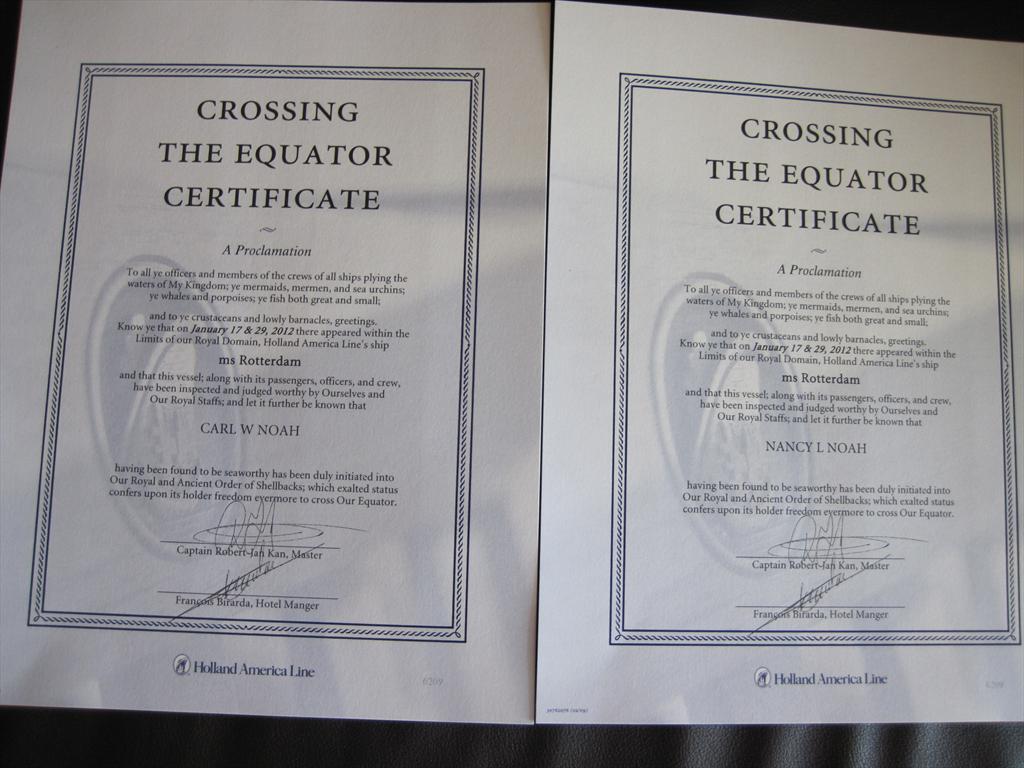 CROSSING
THE EQUATOR
CERTIFICATE
A Proclamation
To all ye officers and members of the crews of all ships plying the
waters of My Kingdom; ye mermaids, mermen, and sea urchins;
ye whales and porpoises; ye fish both great and small;
and to ye crustaceans and lowly barnacles, greetings.
Know ye that on January 17 & 29, 2012 there appeared within the
Limits of our Royal Domain, Holland America Line's ship
ms Rotterdam
and that this vessel; along with its passengers, officers, and crew,
have been inspected and judged worthy by Ourselves and
Our Royal Staffs; and let it further be known that
CARL W NOAH
having been found to be seaworthy has been duly initiated into
Our Royal and Ancient Order of Shellbacks; which exalted status
confers upon its holder freedom evermore to cross Our Equator.
Captain Robert-Jan Kan, Master
François Birarda, Hotel Manger
Holland America Line
6209
CROSSING
THE EQUATOR
CERTIFICATE
A Proclamation
To all ye officers and members of the crews of all ships plying the
waters of My Kingdom; ye mermaids, mermen, and sea urchins;
ye whales and porpoises; ye fish both great and small;
and to ye crustaceans and lowly barnacles, greetings.
Know ye that on January 17 & 29, 2012 there appeared within the
Limits of our Royal Domain, Holland America Line's ship
ms Rotterdam
and that this vessel; along with its passengers, officers, and crew,
have been inspected and judged worthy by Ourselves and
Our Royal Staffs; and let it further be known that
NANCY L NOAH
having been found to be seaworthy has been duly initiated into
Our Royal and Ancient Order of Shellbacks; which exalted status
confers upon its holder freedom evermore to cross Our Equator.
Captain Robert-Jan Kan, Master
François Birarda, Hotel Manger
Holland America Line